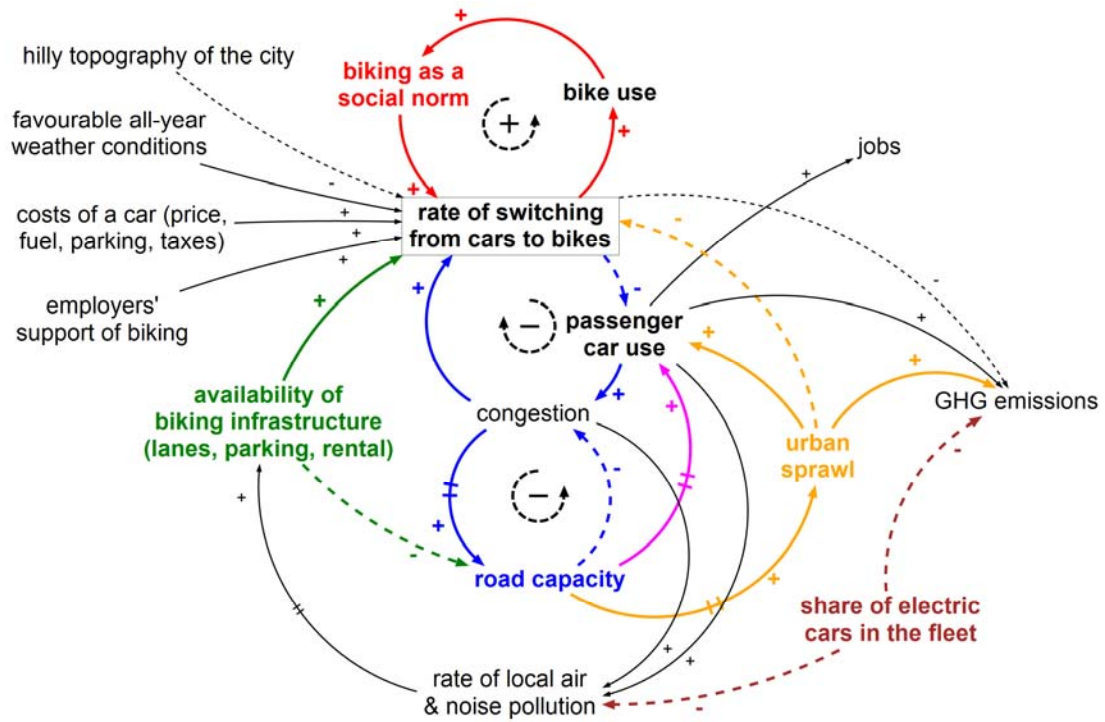 hilly topography of the city
favourable all-year
weather conditions
costs of a car (price,
fuel, parking, taxes)
employers'
support of biking
biking as a
social norm
bike use
+
+
+
+
+
-
+
+
+
rate of switching
from cars to bikes
jobs
+
-
-
+
+
-
-
passenger
car use
-
+
+
+
availability of
biking infrastructure
(lanes, parking, rental)
congestion
+
+
GHG emissions
urban
sprawl
-
-
-
+
-
+
road capacity
+
share of electric
cars in the fleet
+
+
+
rate of local air
& noise pollution
-